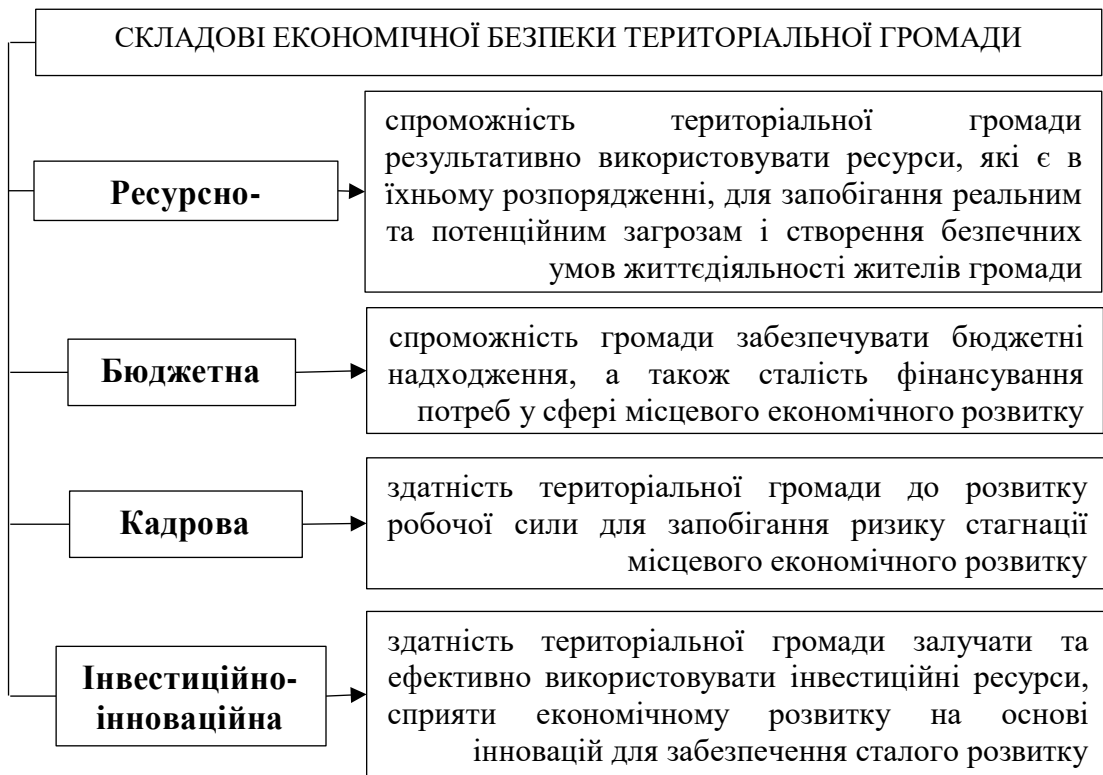 СКЛАДОВІ ЕКОНОМІЧНОЇ БЕЗПЕКИ ТЕРИТОРІАЛЬНОЇ ГРОМАДИ
Ресурсно-
спроможність територіальної громади
результативно використовувати ресурси, які є в
їхньому розпорядженні, для запобігання реальним
та потенційним загрозам і створення безпечних
умов життєдіяльності жителів громади
Бюджетна
спроможність громади забезпечувати бюджетні
надходження, а також сталість фінансування
потреб у сфері місцевого економічного розвитку
Кадрова
здатність територіальної громади до розвитку
робочої сили для запобігання ризику стагнації
місцевого економічного розвитку
Інвестиційно-
інноваційна
здатність територіальної громади залучати та
ефективно використовувати інвестиційні ресурси,
сприяти економічному розвитку на основі
інновацій для забезпечення сталого розвитку